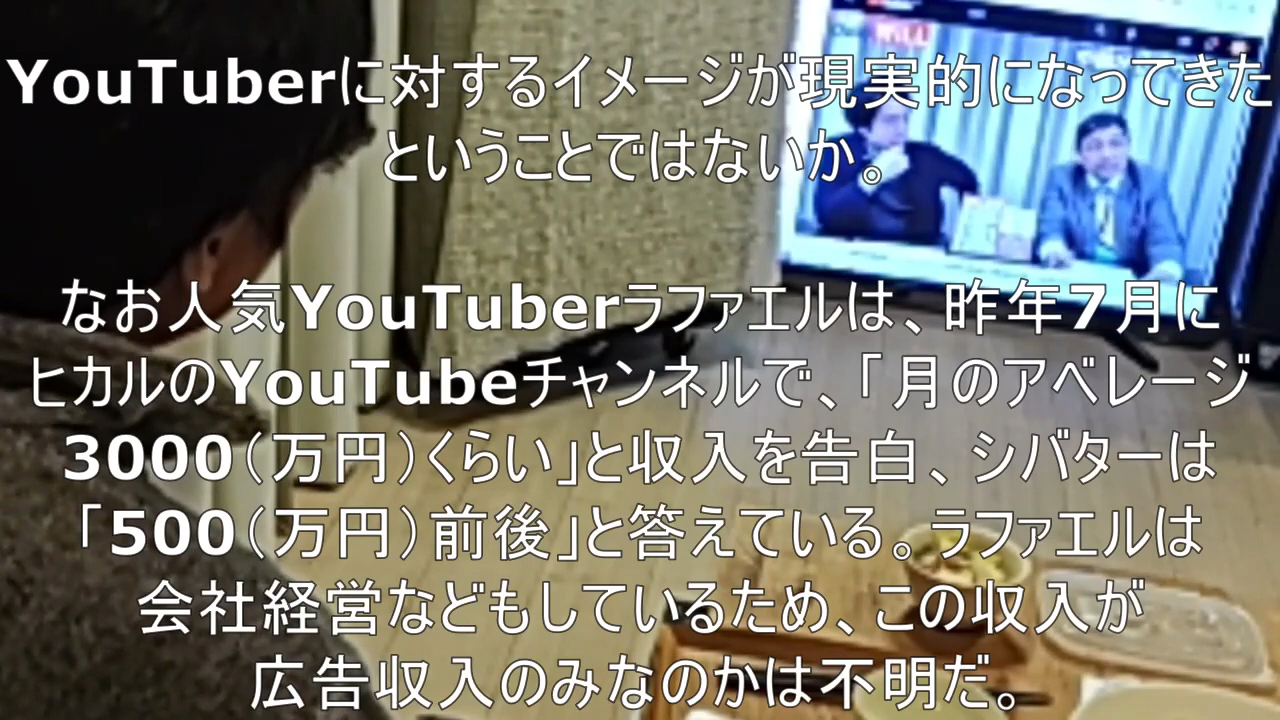 YouTuberに対するイメージが現実的になってきた
ということではないか。
なお人気YouTuberラファエルは、昨年7月に
ヒカルのYouTubeチャンネルで、「月のアベレージ
3000(万円)くらい」と収入を告白、シバターは
「500(万円)前後」と答えている。ラファエルは
会社経営などもしているため、この収入が
広告収入のみなのかは不明だ。